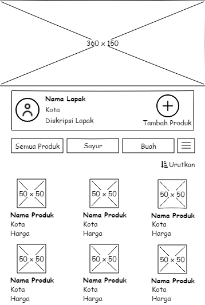 360 x 150
Nama Lapak
Kota
Diskripsi Lapak
Tambah Produk
Semua Produk Sayur Buah
Urutkan
50 x 50 50 x 50 50 x 50
Nama Produk Nama Produk Nama Produk
Kota Kota Kota
Harga Harga Harga
50 x 50 50 x 50 50 x 50
Nama Produk Nama Produk Nama Produk
Kota Kota Kota
Harga Harga Harga